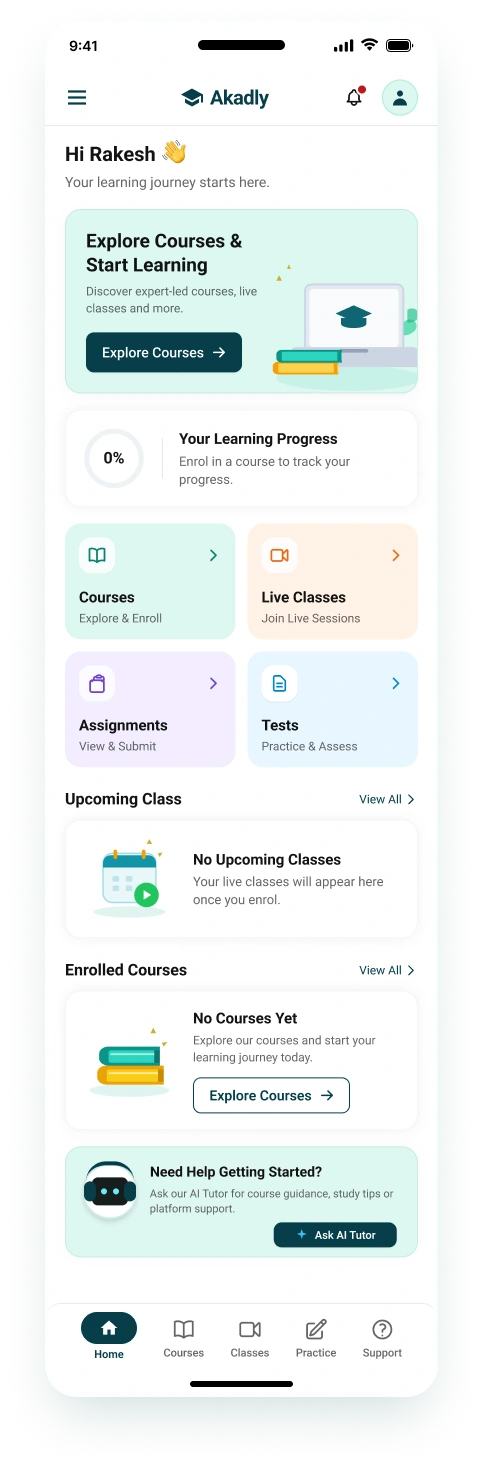 9:41
Akadly
Hi Rakesh 👋
Your learning journey starts here.
Explore Courses &
Start Learning
Discover expert-led courses, live
classes and more.
Explore Courses →
0%
Your Learning Progress
Enrol in a course to track your
progress.
Courses
Explore & Enroll
Live Classes
Join Live Sessions
Assignments
View & Submit
Tests
Practice & Assess
Upcoming Class
View All
No Upcoming Classes
Your live classes will appear here
once you enrol.
Enrolled Courses
View All
No Courses Yet
Explore our courses and start your
learning journey today.
Explore Courses →
Need Help Getting Started?
Ask our AI Tutor for course guidance, study tips or
platform support.
Ask AI Tutor
Home
Courses
Classes
Practice
Support